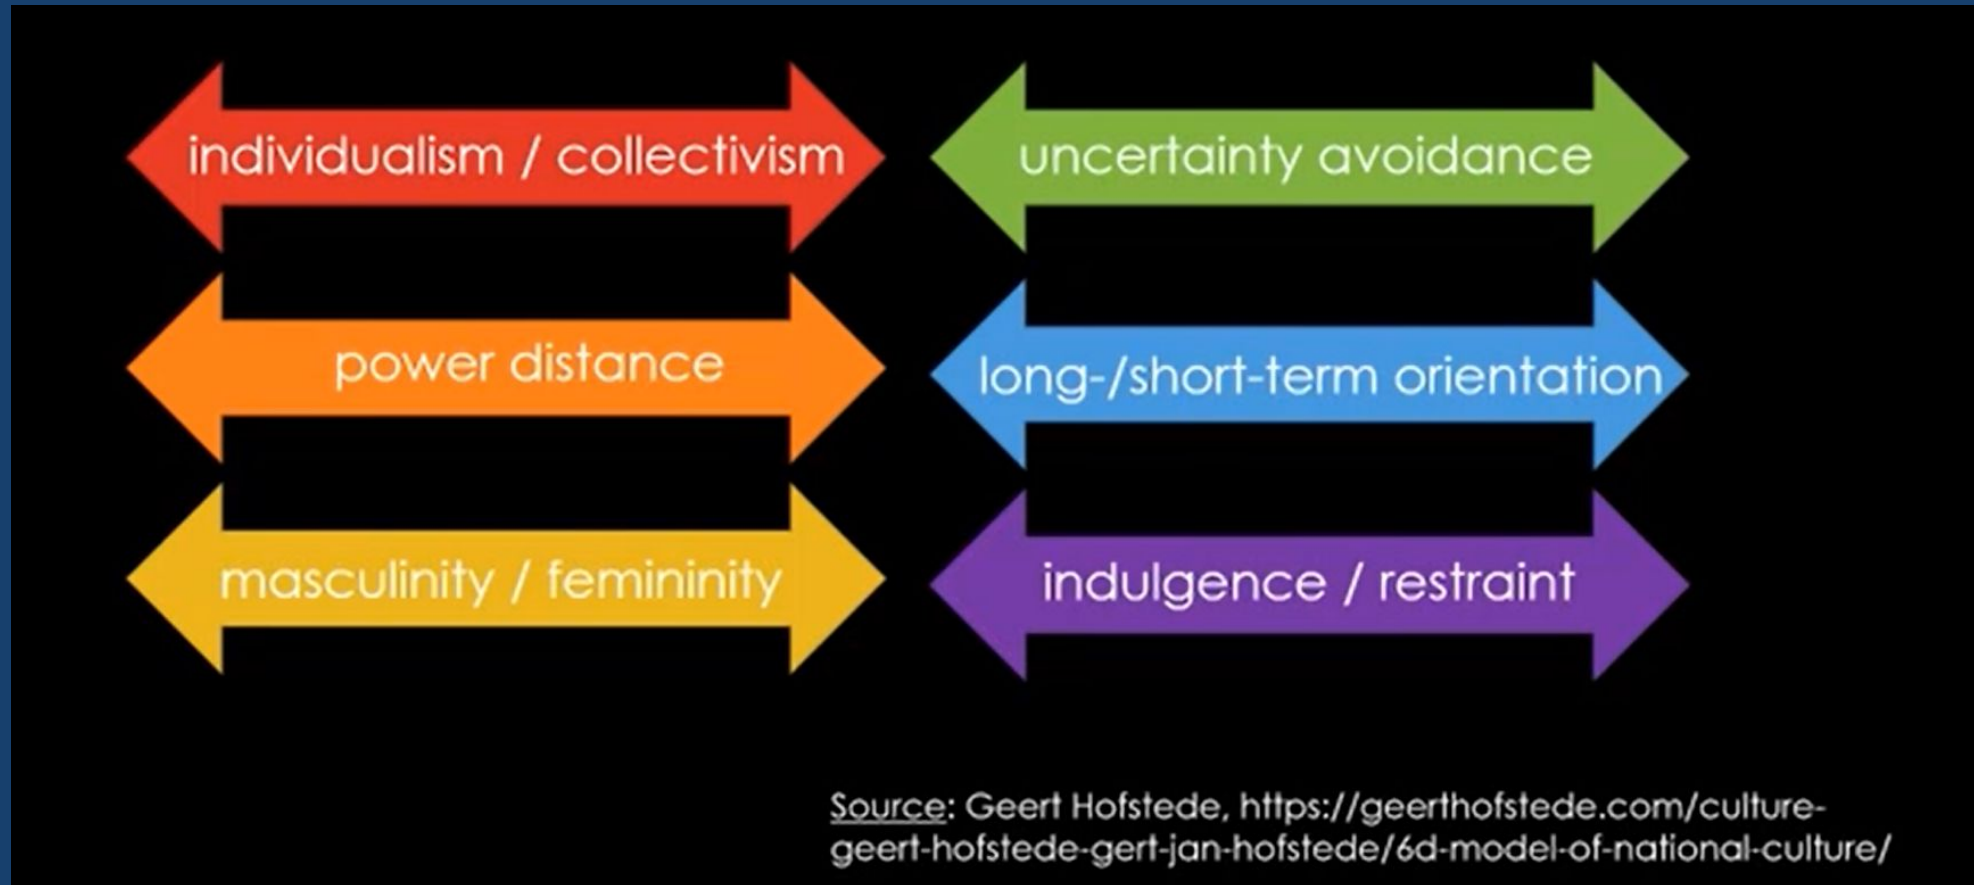 individualism / collectivism
uncertainty avoidance
power distance
long-/short-term orientation
masculinity / femininity
indulgence / restraint
Source: Geert Hofstede, https://geerthofstede.com/culture-
geert-hofstede-gert-jan-hofstede/6d-model-of-national-culture/